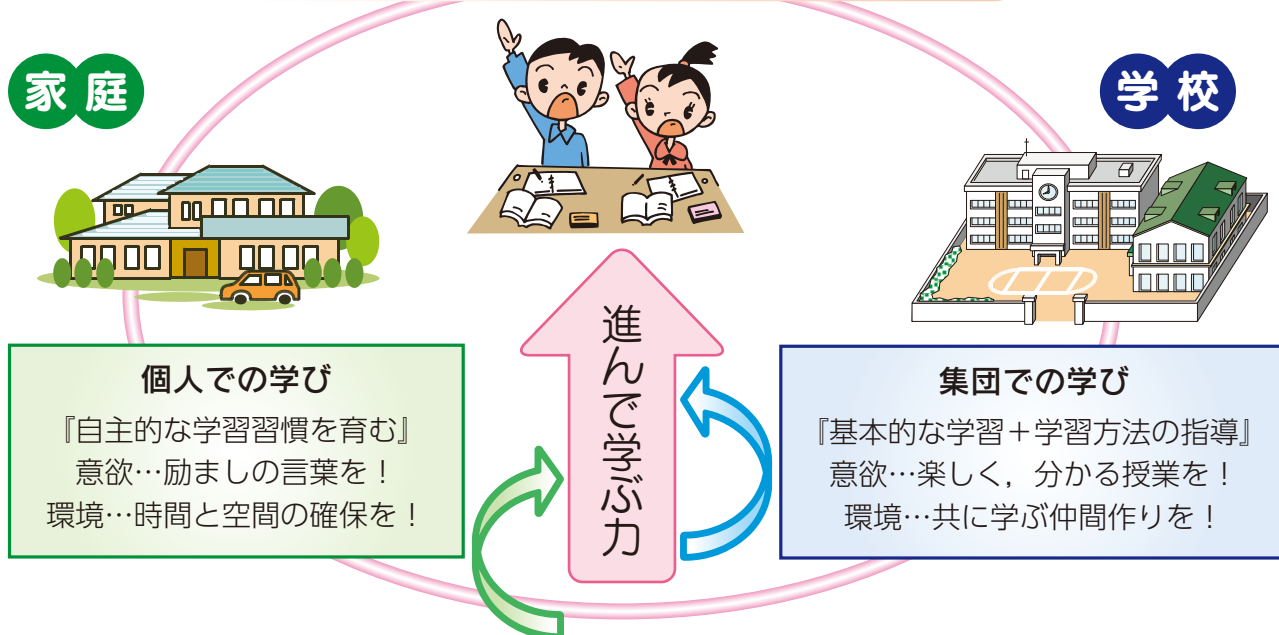 家庭
学校
個人での学び
『自主的な学習習慣を育む』
意欲…励ましの言葉を！
環境…時間と空間の確保を！
進んで学ぶ力
集団での学び
『基本的な学習＋学習方法の指導』
意欲…楽しく，分かる授業を！
環境…共に学ぶ仲間作りを！